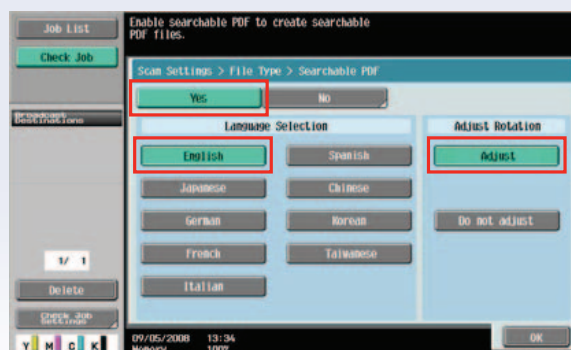 Job List
Check Job
Enable searchable PDF to create searchable
PDF files.
Scan Settings > File Type > Searchable PDF
Yes
No
Broadcast
Destinations
Language Selection
Adjust Rotation
English
Spanish
Adjust
Japanese
Chinese
German
Korean
Do not adjust
French
Taiwanese
Italian
1/ 1
Delete
Check Job
Settings
Y M C K
09/05/2008 13:34
Memory 100%
OK